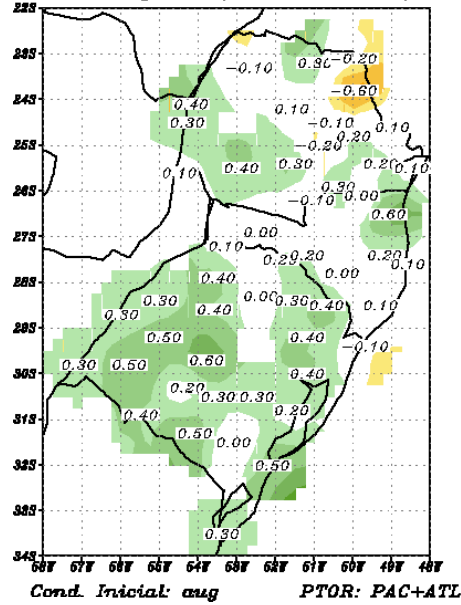 22S
-0.20
23S 0.30
-0.10
-0.60
24S 0.40
0.10
0.30 -0.10 0.10
25S 0.20
-0.20
0.40 0.30 0.20 0.10
0.10
0.30
26S -0.00
-0.10
0.60
27S 0.00
0.10
0.20 0.20 0.20
0.00 0.10
28S 0.40
0.30 0.00 0.30 0.40 0.10
0.30 0.40
29S 0.50 0.40
-0.10
0.30 0.50 0.60
30S 0.40
0.20
0.30 0.30 0.30
0.40 0.20
31S
0.50 0.00
32S 0.50
33S
0.30
34S
58W 57W 56W 55W 54W 53W 52W 51W 50W 49W 48W
Cond. Inicial: aug PTOR: PAC+ATL